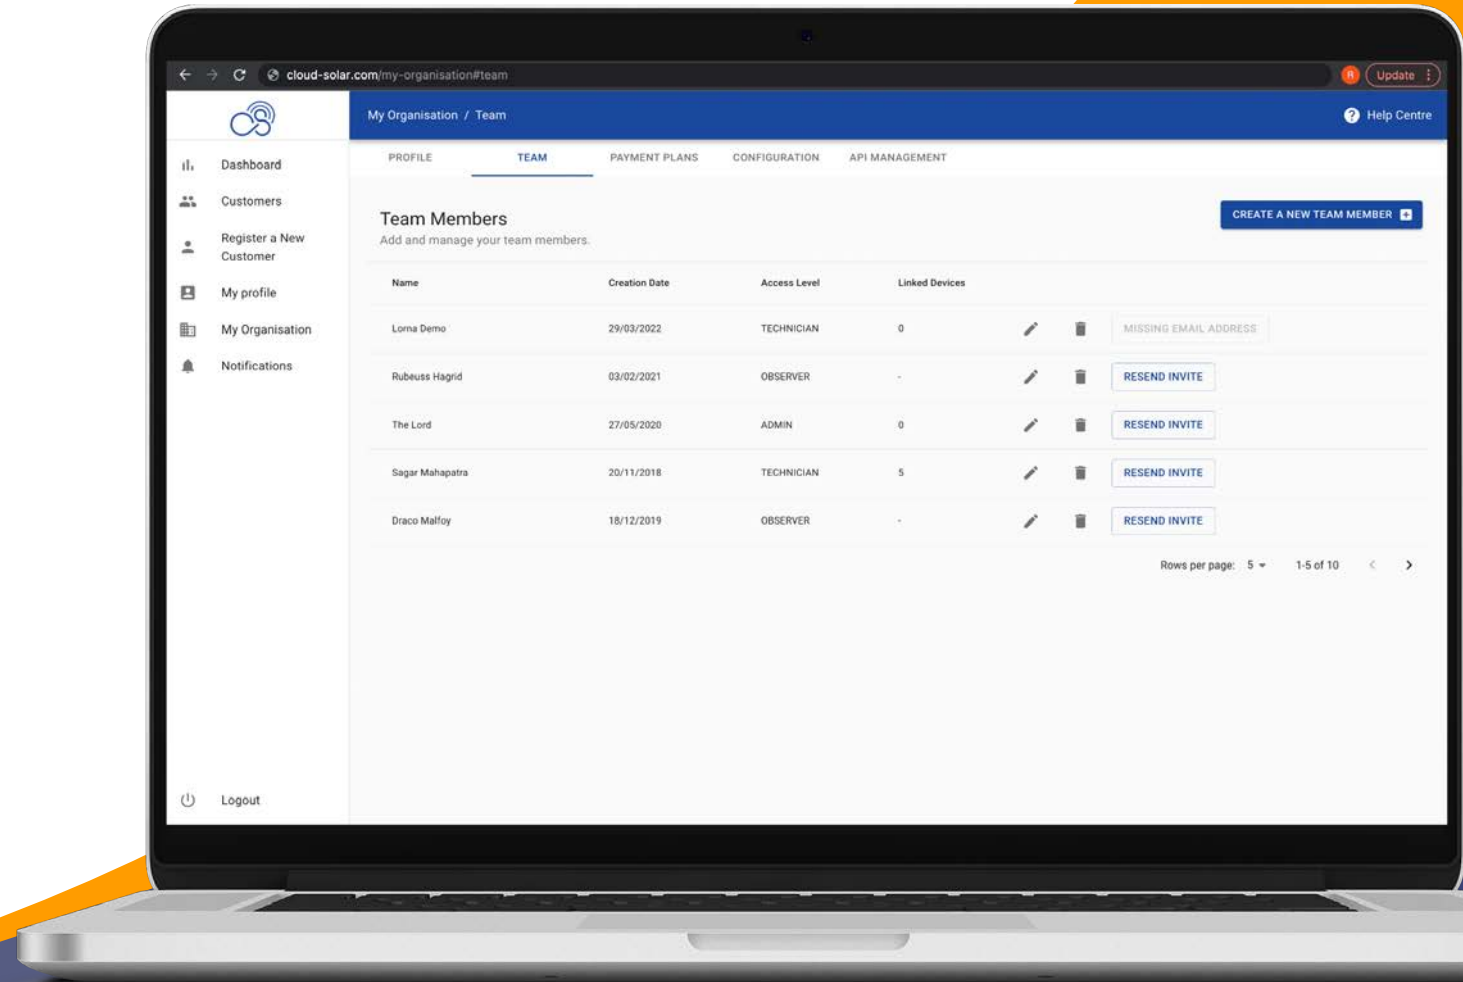 cloud-solar.com/my-organisation#team
R
Update
My Organisation / Team
Help Centre
Dashboard
Customers
Register a New
Customer
My profile
My Organisation
Notifications
Logout
PROFILE TEAM PAYMENT PLANS CONFIGURATION API MANAGEMENT
Team Members
Add and manage your team members.
CREATE A NEW TEAM MEMBER
Name Creation Date Access Level Linked Devices
Lorna Demo 29/03/2022 TECHNICIAN 0 MISSING EMAIL ADDRESS
Rubeuss Hagrid 03/02/2021 OBSERVER - RESEND INVITE
The Lord 27/05/2020 ADMIN 0 RESEND INVITE
Sagar Mahapatra 20/11/2018 TECHNICIAN 5 RESEND INVITE
Draco Malfoy 18/12/2019 OBSERVER - RESEND INVITE
Rows per page: 5 1-5 of 10